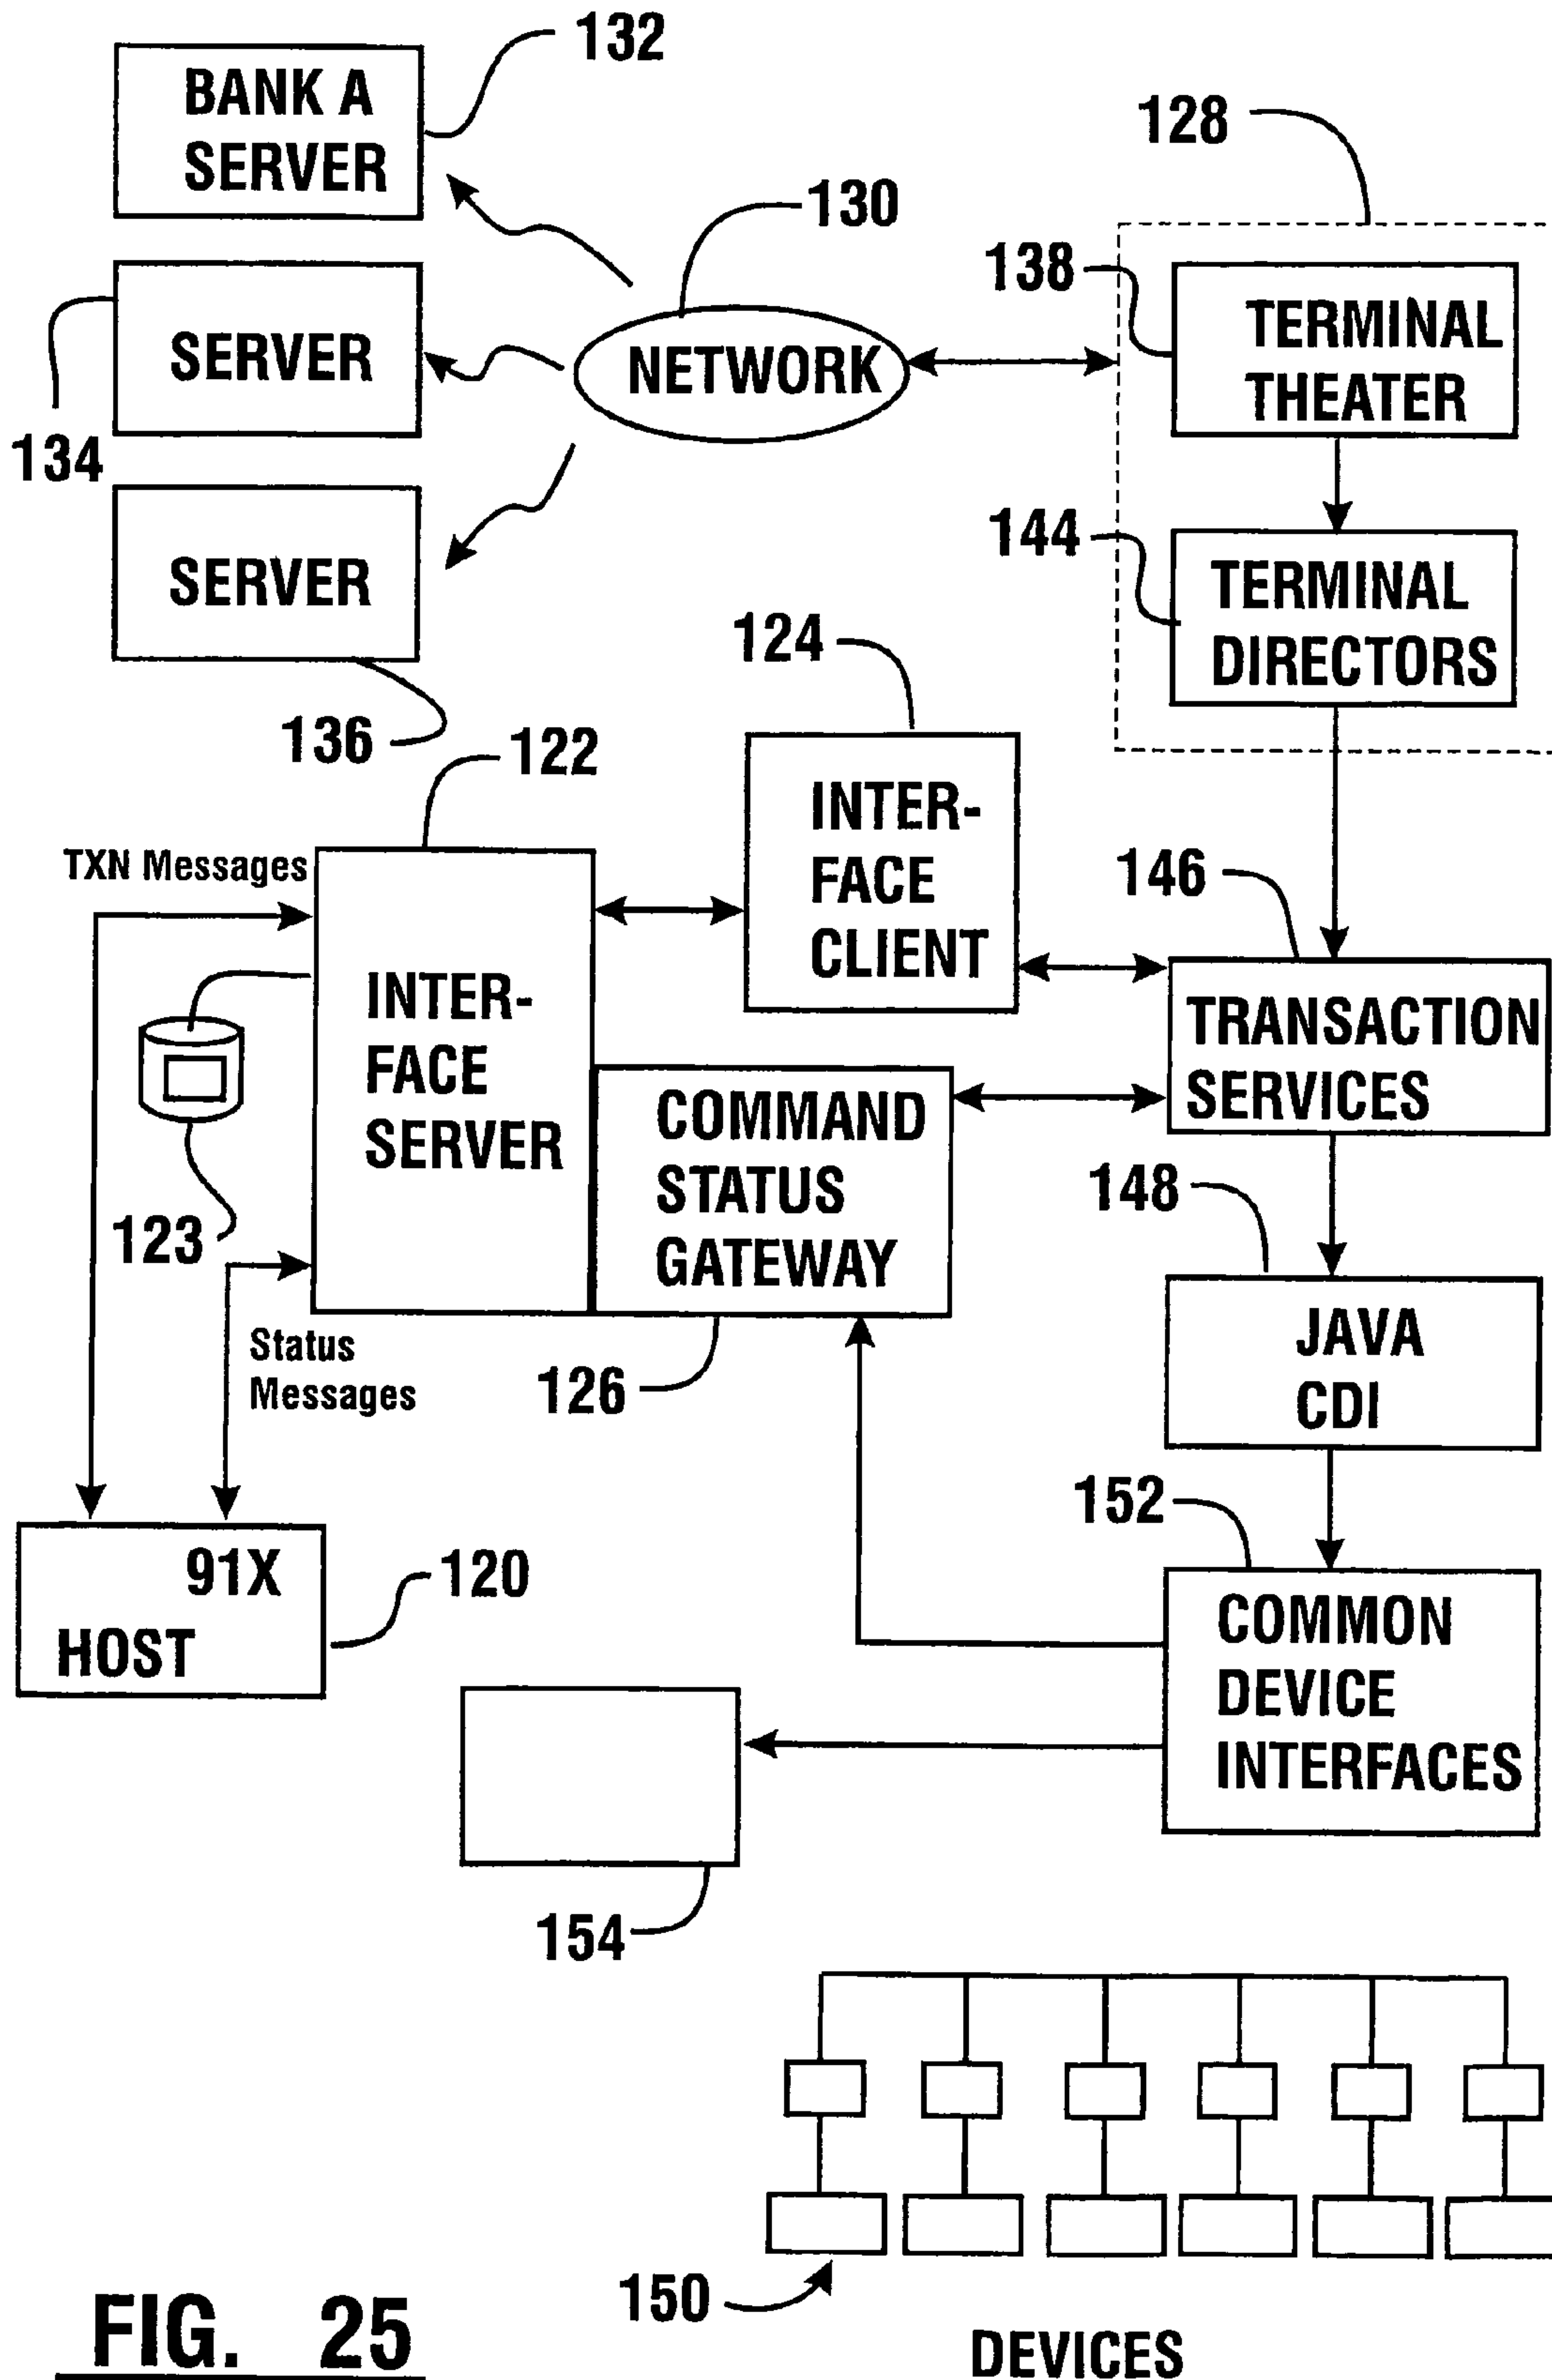 132
BANK A
SERVER
128
130
138
TERMINAL
THEATER
SERVER
NETWORK
134
144
TERMINAL
DIRECTORS
SERVER
124
136
122
INTER-
FACE
CLIENT
TXN Messages
146
INTER-
FACE
SERVER
TRANSACTION
SERVICES
COMMAND
STATUS
GATEWAY
123
148
Status
Messages
126
JAVA
CDI
152
91X
HOST
120
COMMON
DEVICE
INTERFACES
154
150
DEVICES
FIG. 25